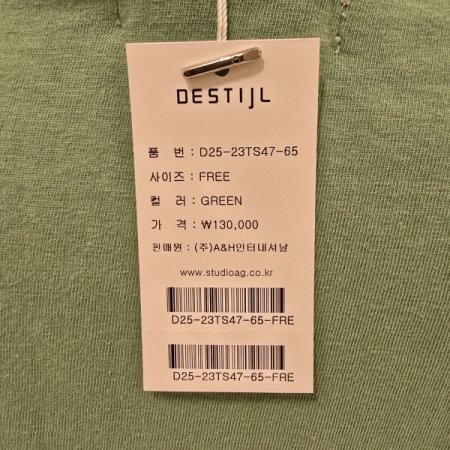 DESTIJL
품 번 : D25-23TS47-65
사이즈 : FREE
컬 러 : GREEN
가 격 : ₩130,000
판매원 : (주)A&H인터내셔날
www.studioag.co.kr
D25-23TS47-65-FRE
D25-23TS47-65-FRE